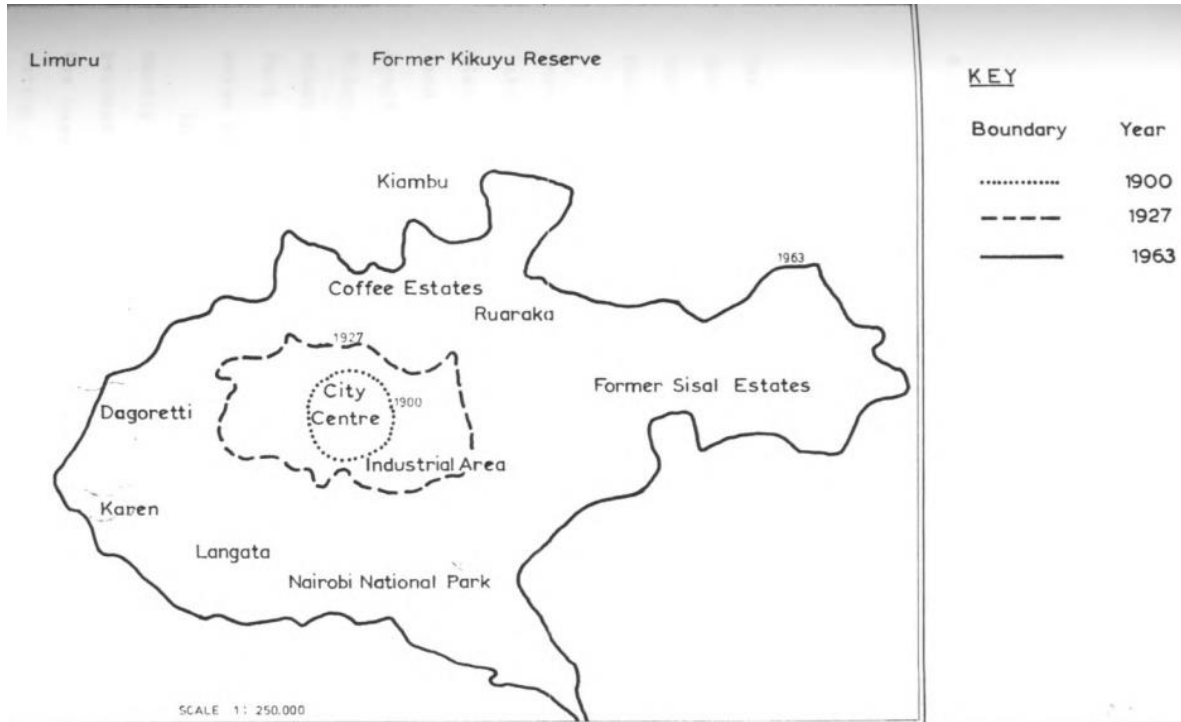 Limuru
Former Kikuyu Reserve
KEY
Boundary Year
1900
1927
1963
Kiambu
1963
Coffee Estates
Ruaraka
1927
City
Centre
1900
Former Sisal Estates
Dagoretti
Industrial Area
Karen
Langata
Nairobi National Park
SCALE 1: 250.000